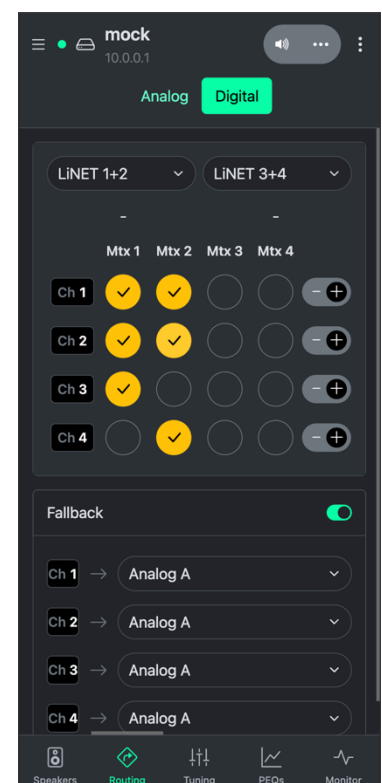 mock
10.0.0.1
Analog Digital
LiNET 1+2 LiNET 3+4
- -
Mtx 1 Mtx 2 Mtx 3 Mtx 4
Ch 1 - +
Ch 2 - +
Ch 3 - +
Ch 4 - +
Fallback
Ch 1 → Analog A
Ch 2 → Analog A
Ch 3 → Analog A
Ch 4 → Analog A
Speakers Routing Tuning PEQs Monitor